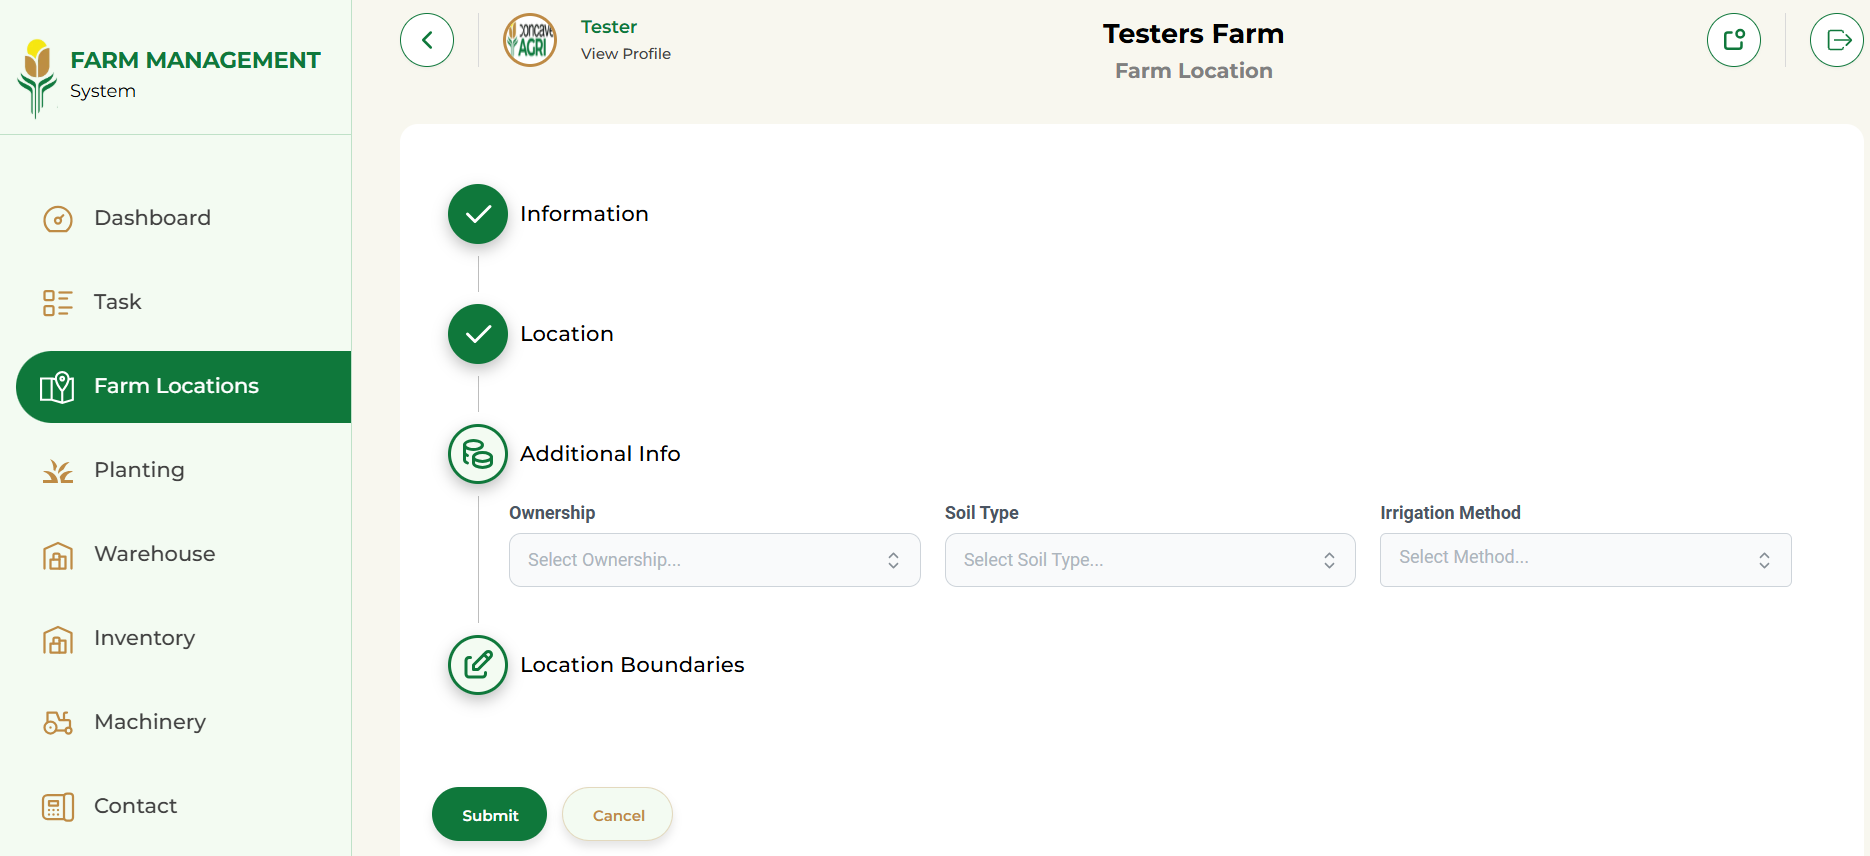 FARM MANAGEMENT
System
Dashboard
Task
Farm Locations
Planting
Warehouse
Inventory
Machinery
Contact
concave
AGRI
Tester
View Profile
Testers Farm
Farm Location
Information
Location
Additional Info
Ownership
Select Ownership...
Soil Type
Select Soil Type...
Irrigation Method
Select Method...
Location Boundaries
Submit
Cancel